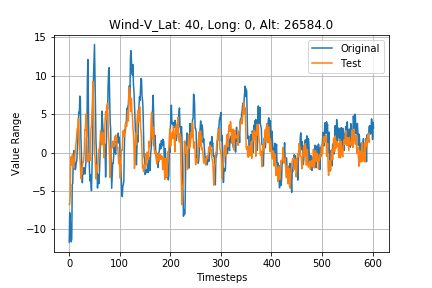 Wind-V_Lat: 40, Long: 0, Alt: 26584.0
Original
Test
Value Range
15
10
5
0
−5
−10
0 100 200 300 400 500 600
Timesteps